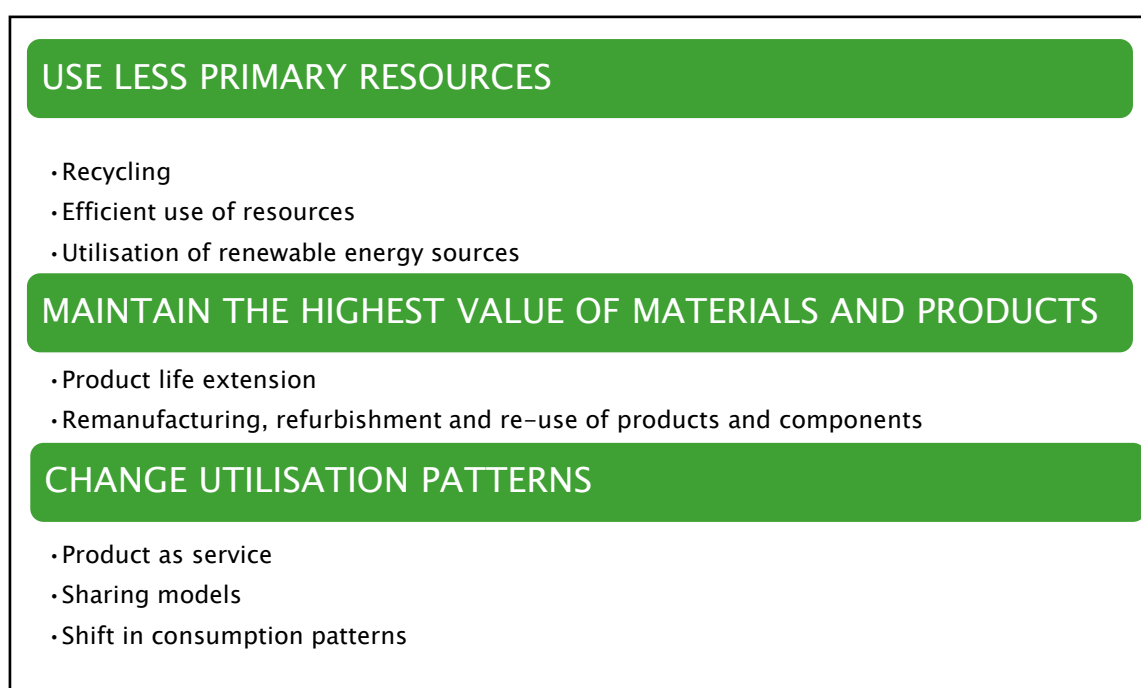 USE LESS PRIMARY RESOURCES
•Recycling
•Efficient use of resources
•Utilisation of renewable energy sources
MAINTAIN THE HIGHEST VALUE OF MATERIALS AND PRODUCTS
•Product life extension
•Remanufacturing, refurbishment and re-use of products and components
CHANGE UTILISATION PATTERNS
•Product as service
•Sharing models
•Shift in consumption patterns